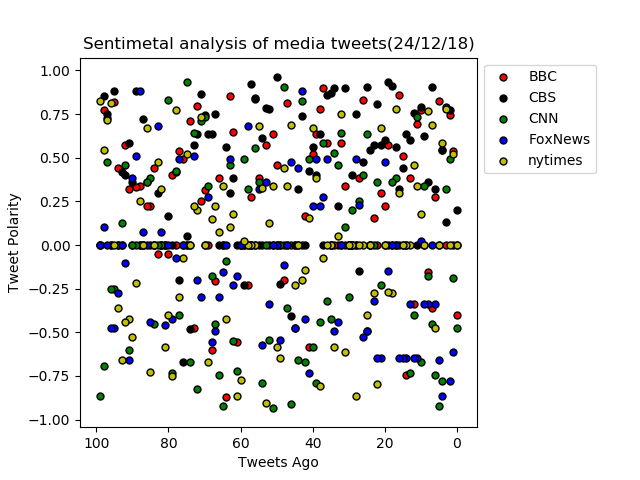 Sentimetal analysis of media tweets(24/12/18)
1.00
0.75
0.50
0.25
0.00
−0.25
−0.50
−0.75
−1.00
Tweet Polarity
100
80
60
40
20
0
Tweets Ago
BBC
CBS
CNN
FoxNews
nytimes